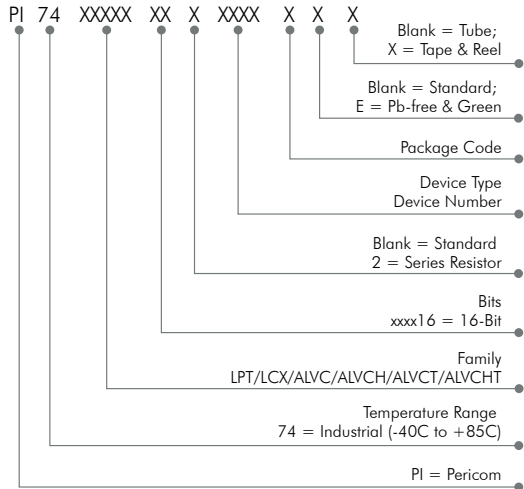 PI 74 XXXXX XX X XXXX X X X
Blank = Tube;
X = Tape & Reel
Blank = Standard;
E = Pb-free & Green
Package Code
Device Type
Device Number
Blank = Standard
2 = Series Resistor
Bits
xxxx16 = 16-Bit
Family
LPT/LCX/ALVC/ALVCH/ALVCT/ALVCHT
Temperature Range
74 = Industrial (-40C to +85C)
PI = Pericom